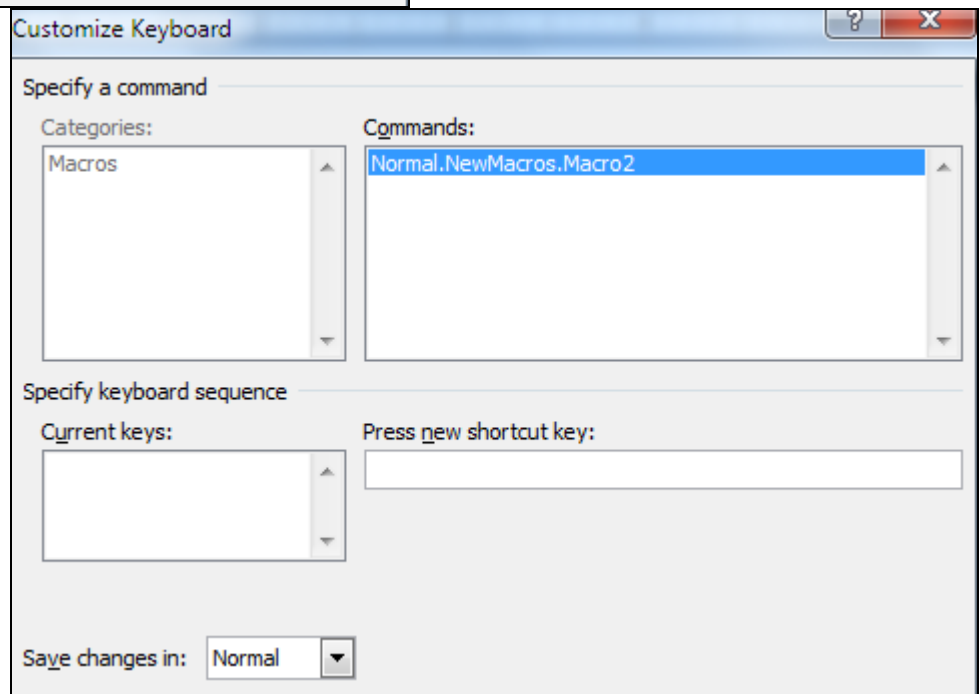 Customize Keyboard
Specify a command
Categories:
Commands:
Macros
Normal.NewMacros.Macro2
Specify keyboard sequence
Current keys:
Press new shortcut key:
Save changes in:
Normal